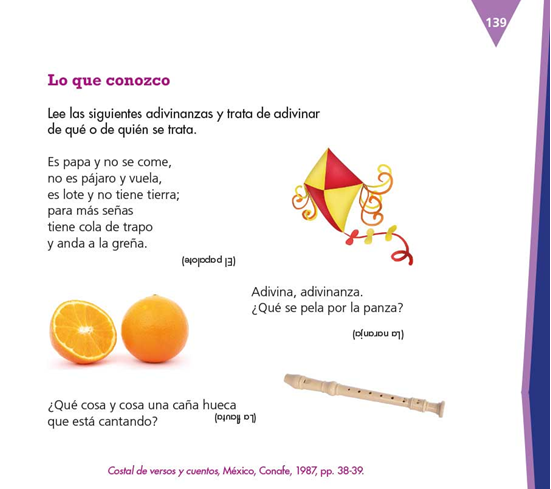 139
Lo que conozco
Lee las siguientes adivinanzas y trata de adivinar
de qué o de quién se trata.
Es papa y no se come,
no es pájaro y vuela,
es lote y no tiene tierra;
para más señas
tiene cola de trapo
y anda a la greña.
(El papalote)
Adivina, adivinanza.
¿Qué se pela por la panza?
(La naranja)
¿Qué cosa y cosa una caña hueca
que está cantando?
(La flauta)
Costal de versos y cuentos, México, Conafe, 1987, pp. 38-39.